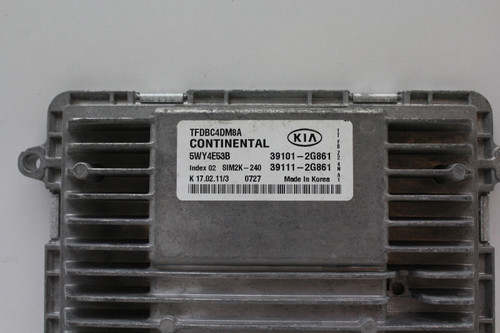 TFDBC4DM8A
CONTINENTAL KIA
5WY4E53B 39101-2G861
Index 02 SIM2K-240 39111-2G861
K 17.02.11/3 0727 Made In Korea